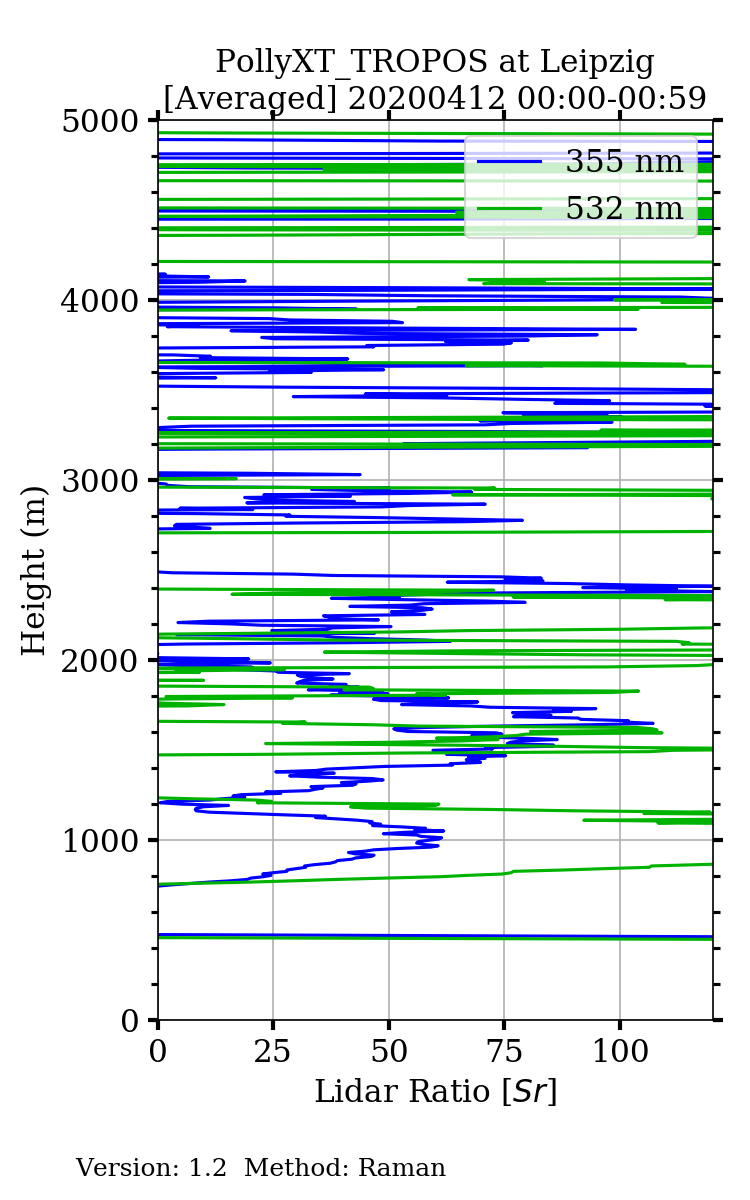 PollyXT_TROPOS at Leipzig
[Averaged] 20200412 00:00-00:59
355 nm
532 nm
5000
4000
3000
2000
1000
0
Height (m)
0 25 50 75 100
Lidar Ratio [Sr]
Version: 1.2 Method: Raman